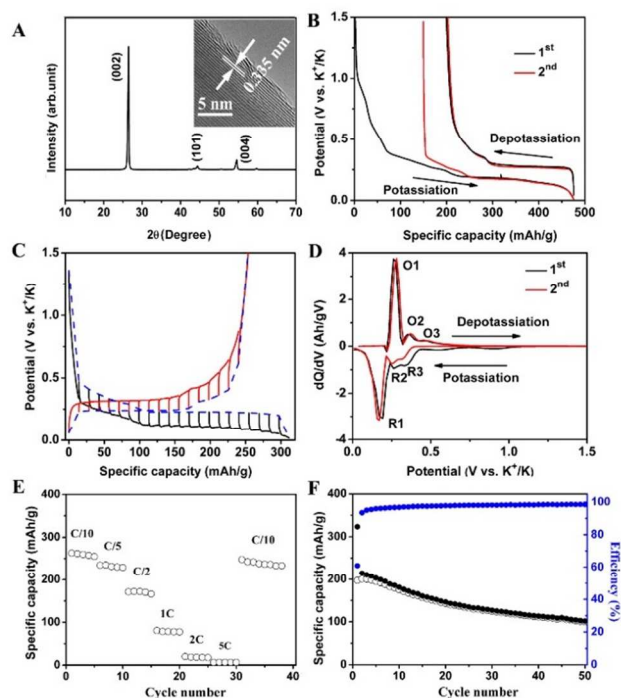 A
Intensity (arb.unit)
(002)
(101)
(004)
0.335 nm
5 nm
10 20 30 40 50 60 70
2θ(Degree)
B
Potential (V vs. K⁺/K)
1.5
1.0
0.5
0.0
1ˢᵗ
2ⁿᵈ
Depotassiation
Potassiation
0 100 200 300 400 500
Specific capacity (mAh/g)
C
Potential (V vs. K⁺/K)
1.5
1.0
0.5
0.0
0 50 100 150 200 250 300
Specific capacity (mAh/g)
D
dQ/dV (Ah/gV)
4
2
0
-2
-4
O1
1ˢᵗ
2ⁿᵈ
O2
O3
Depotassiation
Potassiation
R2
R3
R1
0.0 0.5 1.0 1.5
Potential (V vs. K⁺/K)
E
Specific capacity (mAh/g)
400
300
200
100
0
C/10
C/5
C/2
1C
2C
5C
C/10
0 10 20 30 40
Cycle number
F
Specific capacity (mAh/g)
400
350
300
250
200
150
100
50
0
100
80
60
40
20
0
Efficiency (%)
0 10 20 30 40 50
Cycle number